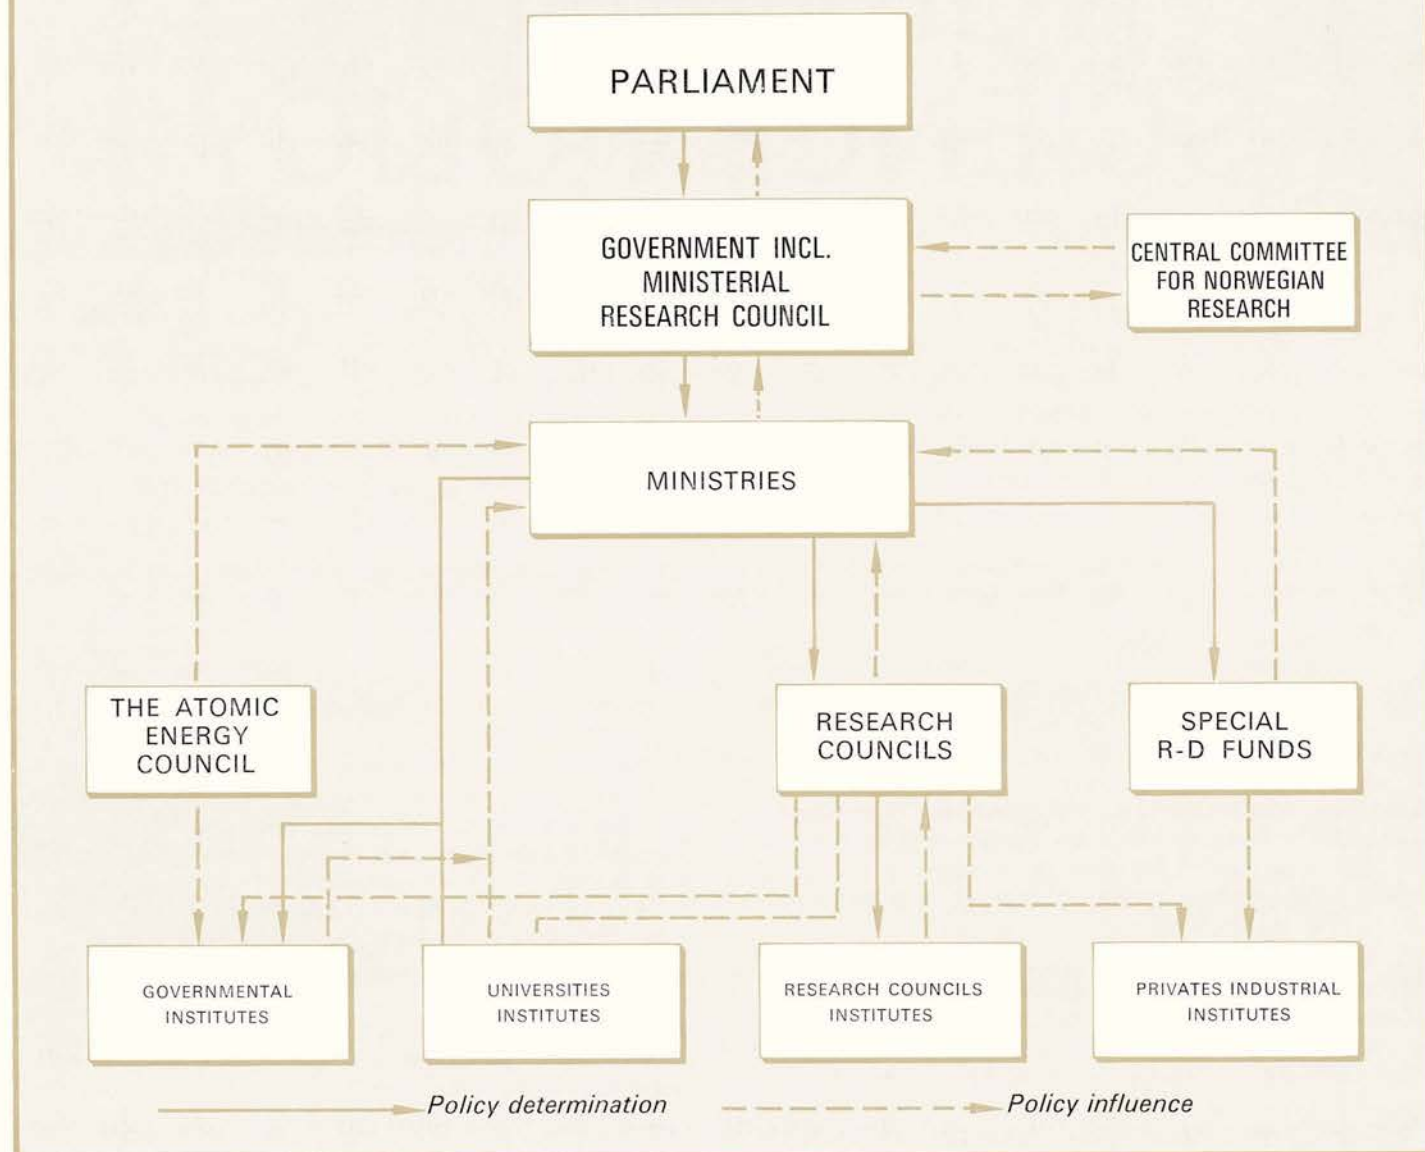 PARLIAMENT
GOVERNMENT INCL.
MINISTERIAL
RESEARCH COUNCIL
CENTRAL COMMITTEE
FOR NORWEGIAN
RESEARCH
MINISTRIES
THE ATOMIC
ENERGY
COUNCIL
RESEARCH
COUNCILS
SPECIAL
R-D FUNDS
GOVERNMENTAL
INSTITUTES
UNIVERSITIES
INSTITUTES
RESEARCH COUNCILS
INSTITUTES
PRIVATES INDUSTRIAL
INSTITUTES
Policy determination
Policy influence